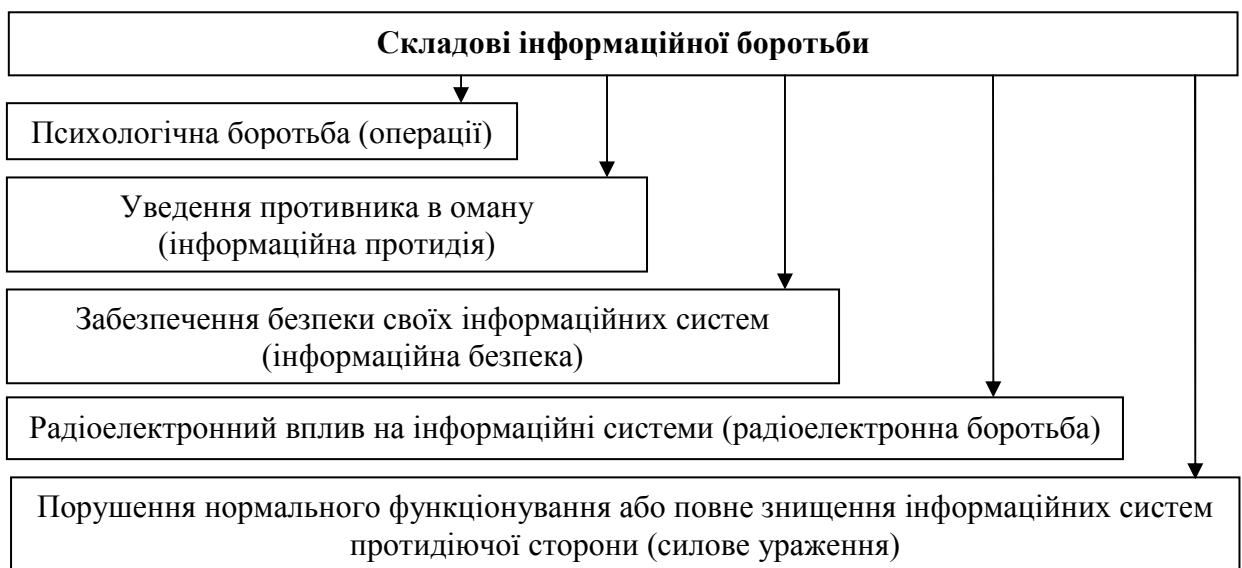 Складові інформаційної боротьби
Психологічна боротьба (операції)
Уведення противника в оману
(інформаційна протидія)
Забезпечення безпеки своїх інформаційних систем
(інформаційна безпека)
Радіоелектронний вплив на інформаційні системи (радіоелектронна боротьба)
Порушення нормального функціонування або повне знищення інформаційних систем
протидіючої сторони (силове ураження)